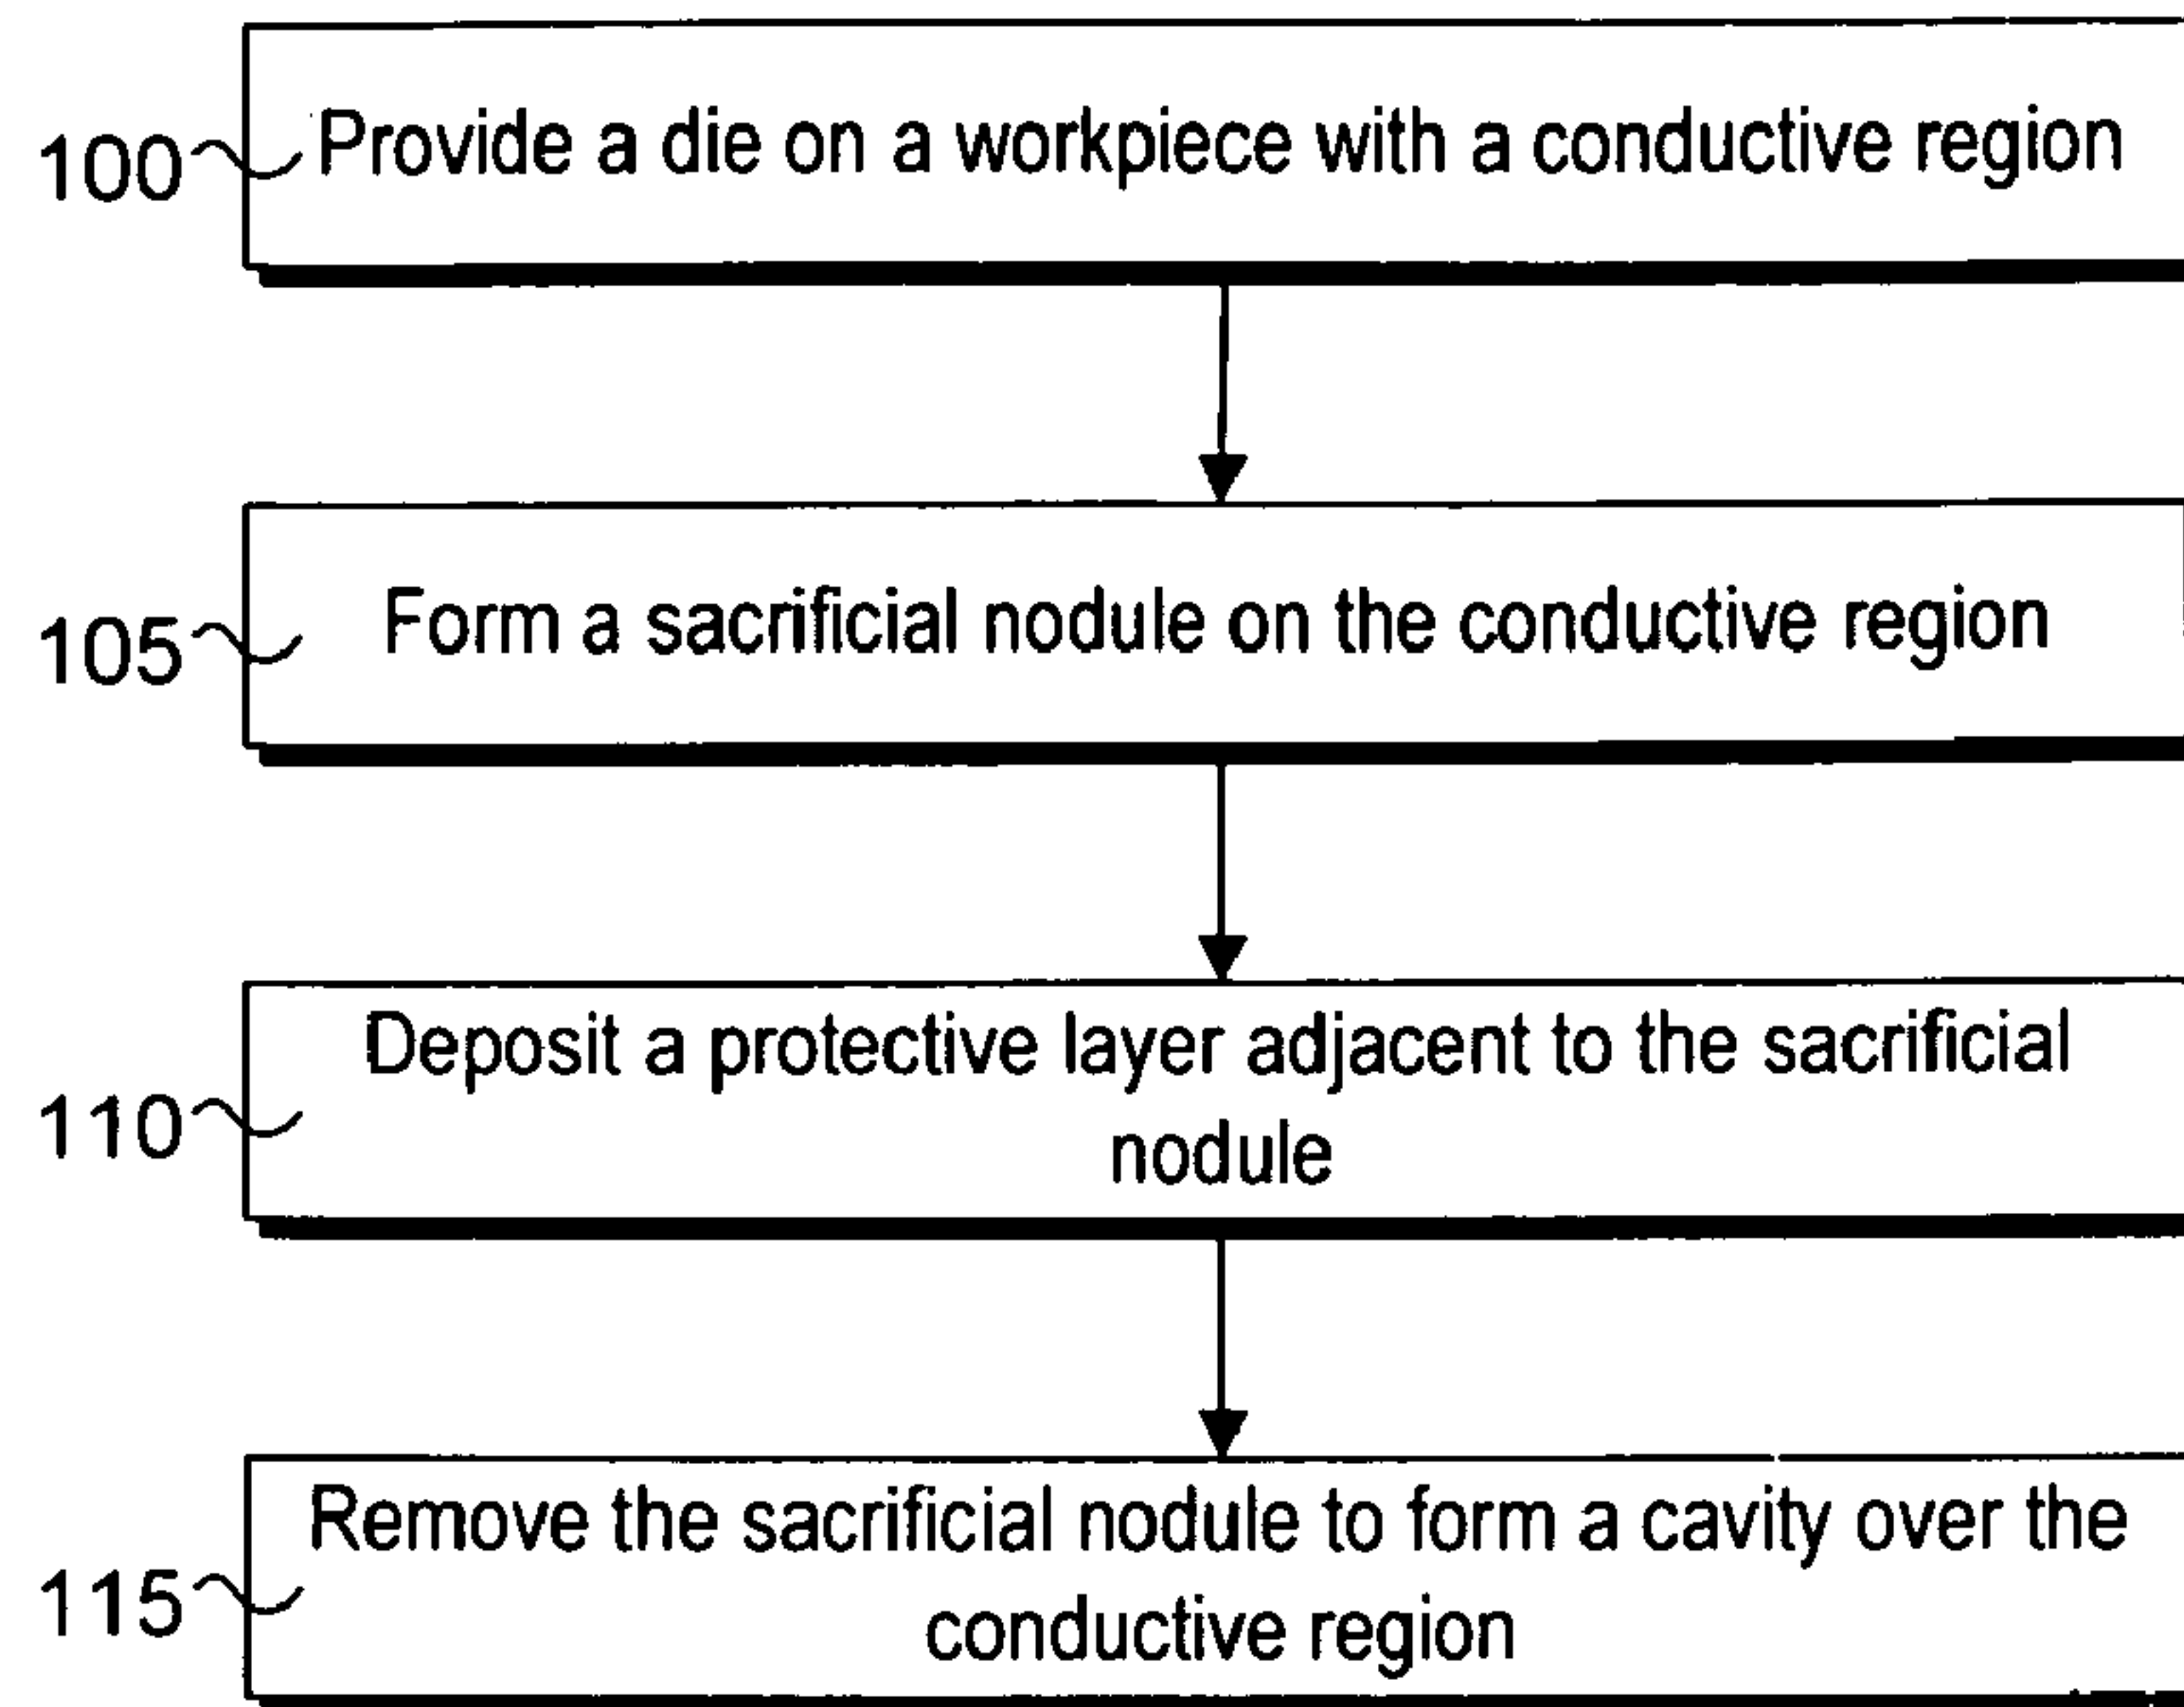 100 Provide a die on a workpiece with a conductive region
105 Form a sacrificial nodule on the conductive region
Deposit a protective layer adjacent to the sacrificial
110
nodule
Remove the sacrificial nodule to form a cavity over the
115
conductive region